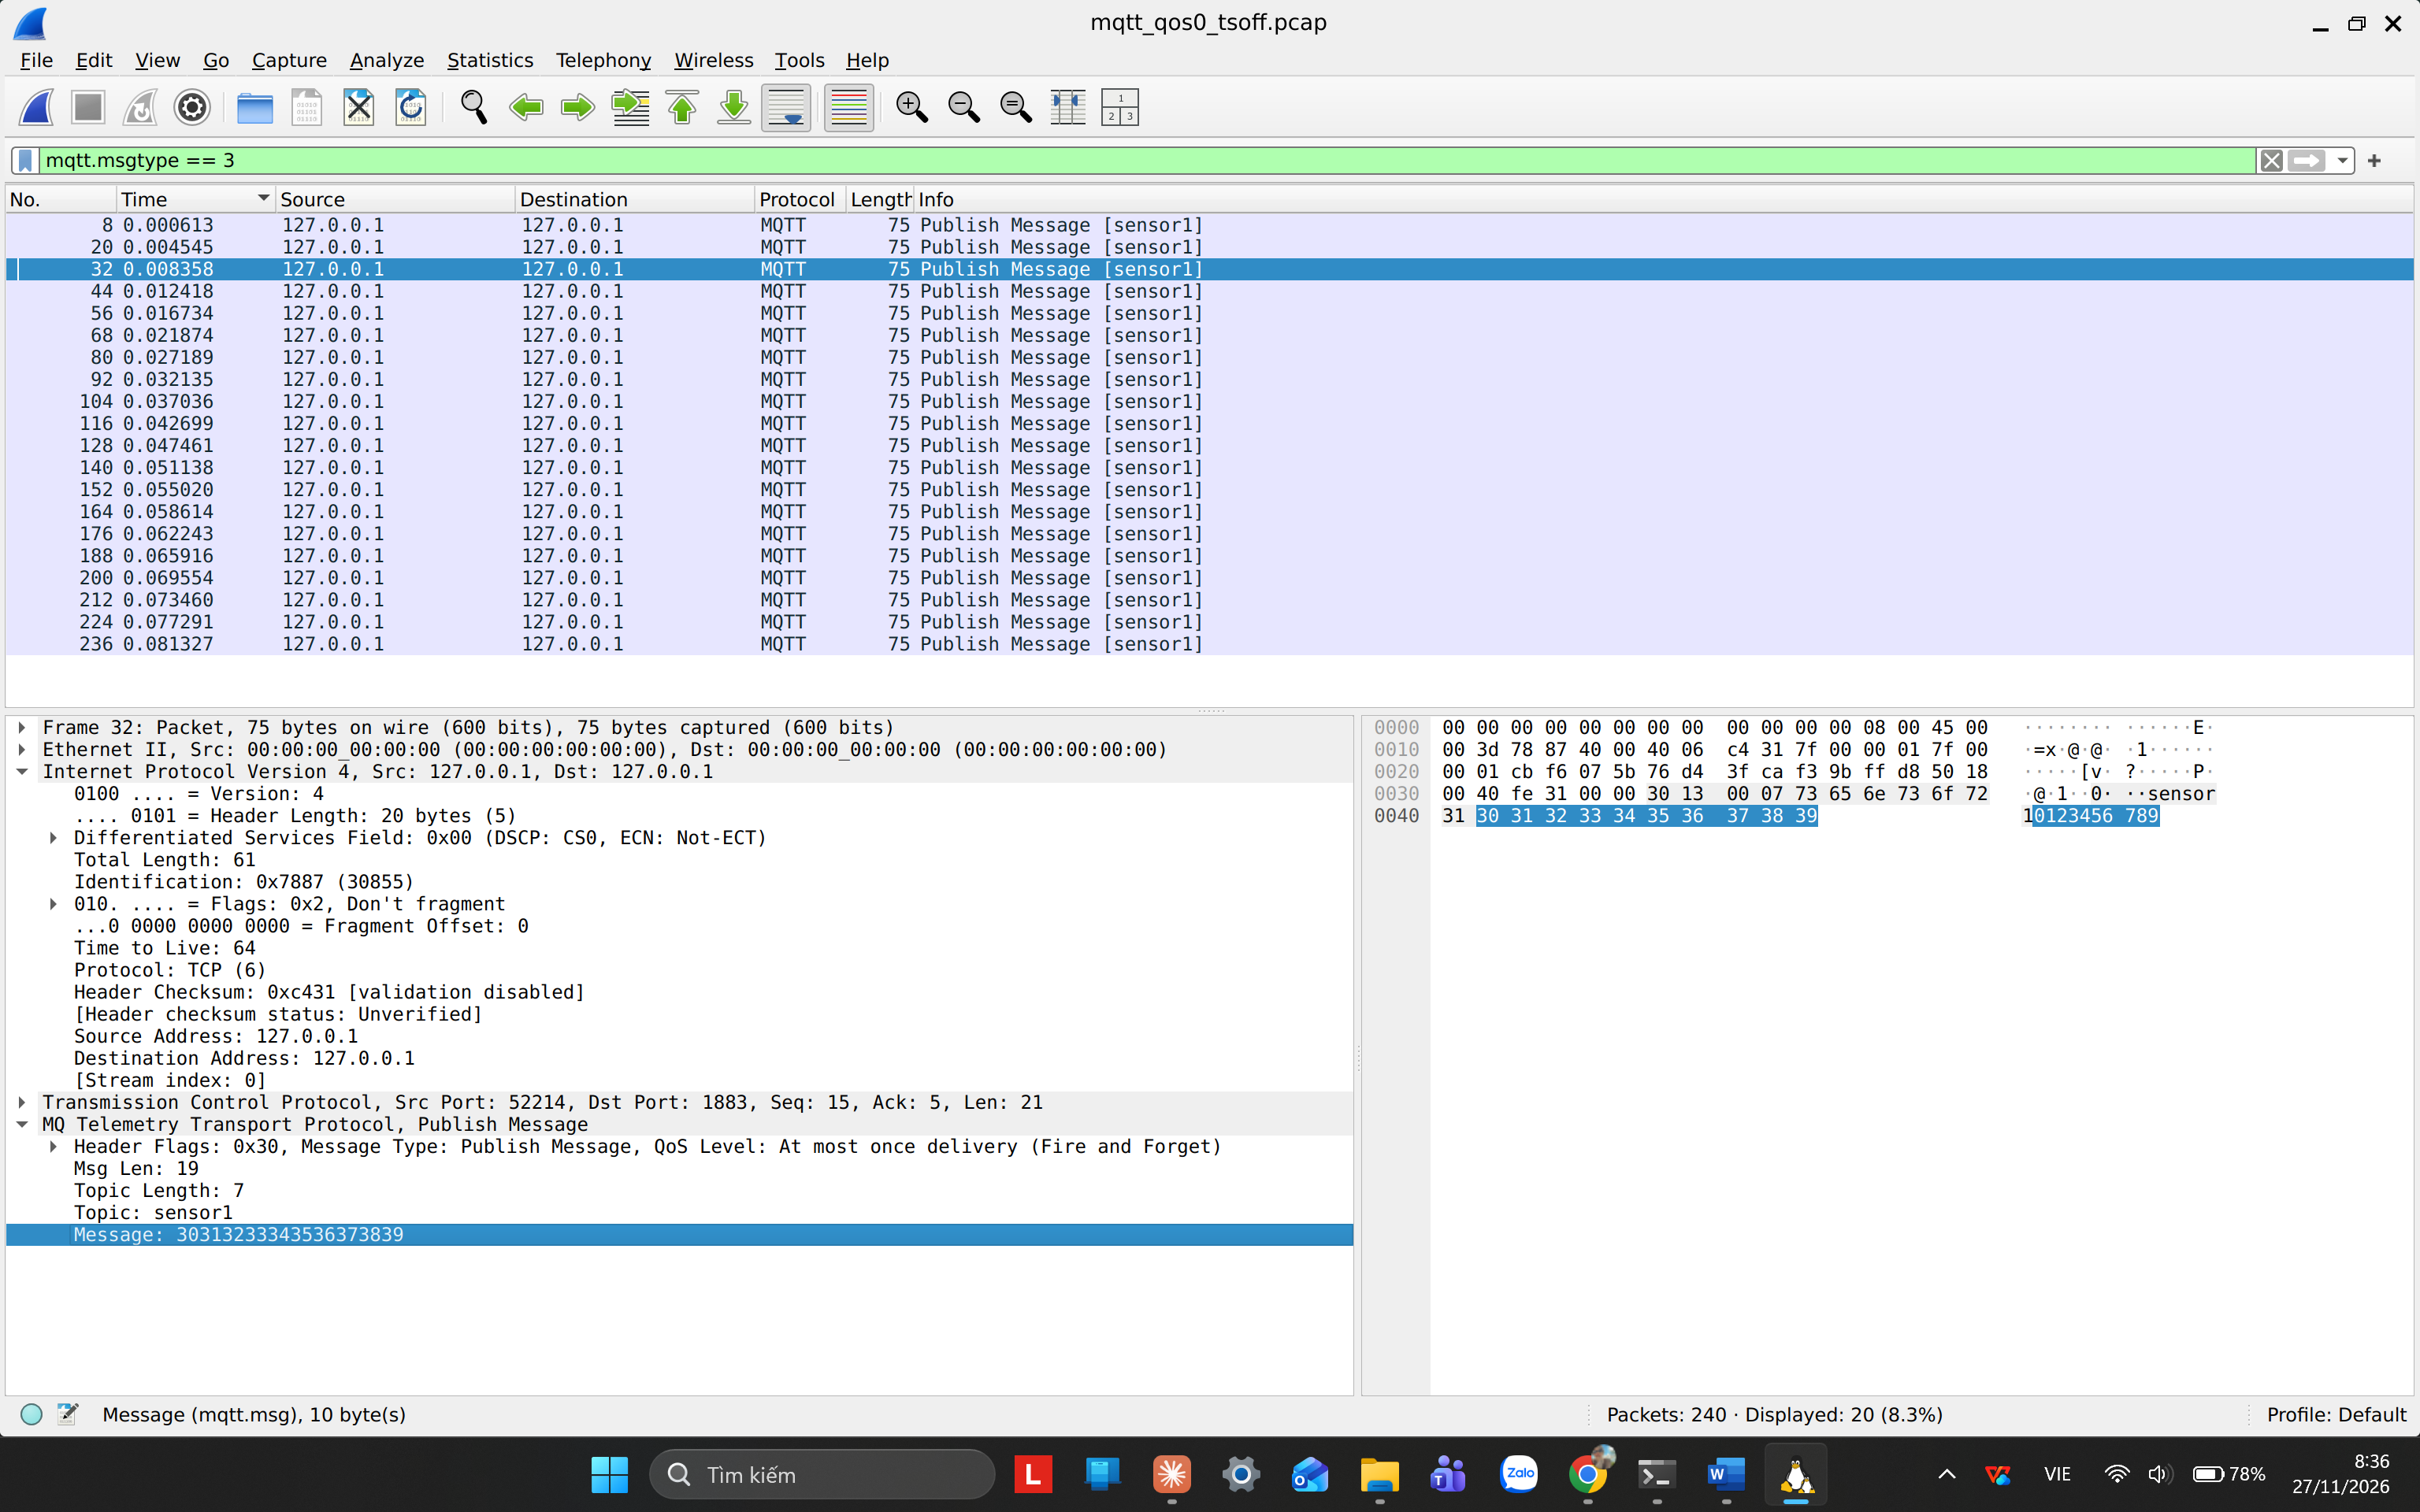 mqtt_qos0_tsoff.pcap
File Edit View Go Capture Analyze Statistics Telephony Wireless Tools Help
mqtt.msgtype == 3
No. Time Source Destination Protocol Length Info
8 0.000613 127.0.0.1 127.0.0.1 MQTT 75 Publish Message [sensor1]
20 0.004545 127.0.0.1 127.0.0.1 MQTT 75 Publish Message [sensor1]
32 0.008358 127.0.0.1 127.0.0.1 MQTT 75 Publish Message [sensor1]
44 0.012418 127.0.0.1 127.0.0.1 MQTT 75 Publish Message [sensor1]
56 0.016734 127.0.0.1 127.0.0.1 MQTT 75 Publish Message [sensor1]
68 0.021874 127.0.0.1 127.0.0.1 MQTT 75 Publish Message [sensor1]
80 0.027189 127.0.0.1 127.0.0.1 MQTT 75 Publish Message [sensor1]
92 0.032135 127.0.0.1 127.0.0.1 MQTT 75 Publish Message [sensor1]
104 0.037036 127.0.0.1 127.0.0.1 MQTT 75 Publish Message [sensor1]
116 0.042699 127.0.0.1 127.0.0.1 MQTT 75 Publish Message [sensor1]
128 0.047461 127.0.0.1 127.0.0.1 MQTT 75 Publish Message [sensor1]
140 0.051138 127.0.0.1 127.0.0.1 MQTT 75 Publish Message [sensor1]
152 0.055020 127.0.0.1 127.0.0.1 MQTT 75 Publish Message [sensor1]
164 0.058614 127.0.0.1 127.0.0.1 MQTT 75 Publish Message [sensor1]
176 0.062243 127.0.0.1 127.0.0.1 MQTT 75 Publish Message [sensor1]
188 0.065916 127.0.0.1 127.0.0.1 MQTT 75 Publish Message [sensor1]
200 0.069554 127.0.0.1 127.0.0.1 MQTT 75 Publish Message [sensor1]
212 0.073460 127.0.0.1 127.0.0.1 MQTT 75 Publish Message [sensor1]
224 0.077291 127.0.0.1 127.0.0.1 MQTT 75 Publish Message [sensor1]
236 0.081327 127.0.0.1 127.0.0.1 MQTT 75 Publish Message [sensor1]
Frame 32: Packet, 75 bytes on wire (600 bits), 75 bytes captured (600 bits)
Ethernet II, Src: 00:00:00_00:00:00 (00:00:00:00:00:00), Dst: 00:00:00_00:00:00 (00:00:00:00:00:00)
Internet Protocol Version 4, Src: 127.0.0.1, Dst: 127.0.0.1
0100 .... = Version: 4
.... 0101 = Header Length: 20 bytes (5)
Differentiated Services Field: 0x00 (DSCP: CS0, ECN: Not-ECT)
Total Length: 61
Identification: 0x7887 (30855)
010. .... = Flags: 0x2, Don't fragment
...0 0000 0000 0000 = Fragment Offset: 0
Time to Live: 64
Protocol: TCP (6)
Header Checksum: 0xc431 [validation disabled]
[Header checksum status: Unverified]
Source Address: 127.0.0.1
Destination Address: 127.0.0.1
[Stream index: 0]
Transmission Control Protocol, Src Port: 52214, Dst Port: 1883, Seq: 15, Ack: 5, Len: 21
MQ Telemetry Transport Protocol, Publish Message
Header Flags: 0x30, Message Type: Publish Message, QoS Level: At most once delivery (Fire and Forget)
Msg Len: 19
Topic Length: 7
Topic: sensor1
Message: 30313233343536373839
0000 00 00 00 00 00 00 00 00 00 00 00 00 08 00 45 00 ········ ······E·
0010 00 3d 78 87 40 00 40 06 c4 31 7f 00 00 01 7f 00 ·=x·@·@· ·1······
0020 00 01 cb f6 07 5b 76 d4 3f ca f3 9b ff d8 50 18 ·····[v· ?·····P·
0030 00 40 fe 31 00 00 30 13 00 07 73 65 6e 73 6f 72 ·@·1··0· ··sensor
0040 31 30 31 32 33 34 35 36 37 38 39 10123456 789
Message (mqtt.msg), 10 byte(s)
Packets: 240 · Displayed: 20 (8.3%)
Profile: Default
Tìm kiếm
L
Zalo
VIE
78%
8:36
27/11/2026